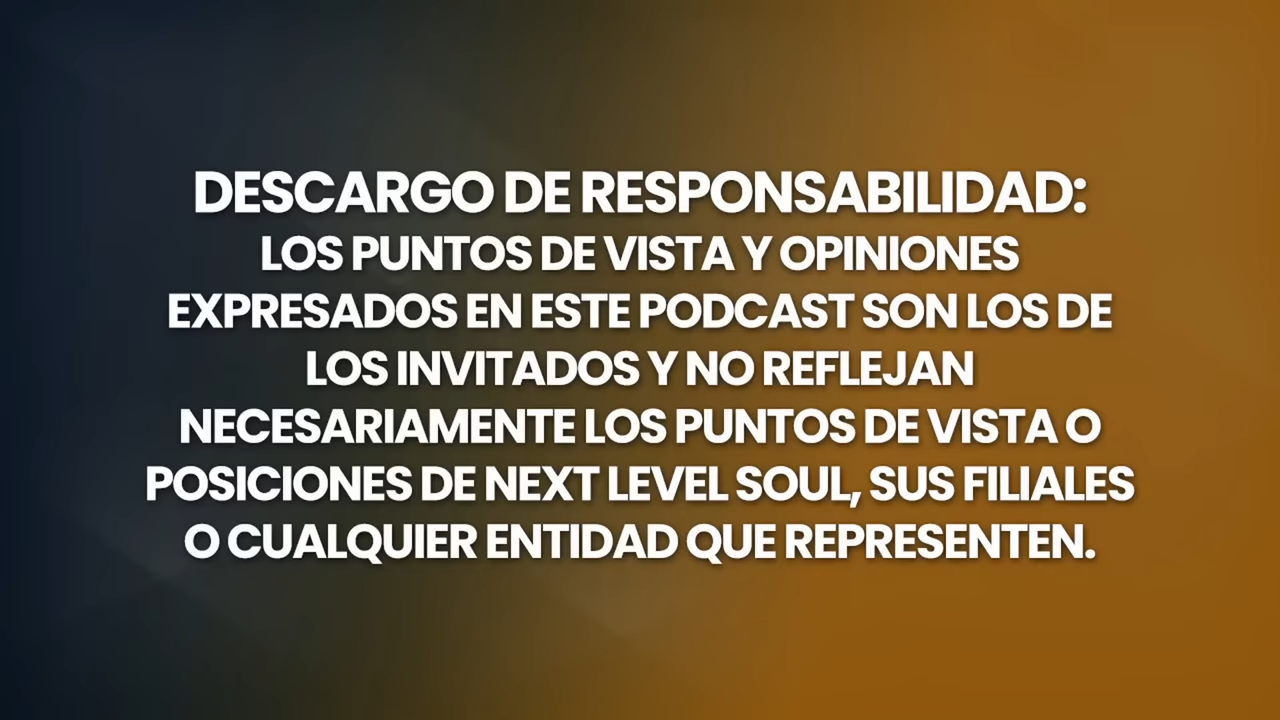 DESCARGO DE RESPONSABILIDAD:
LOS PUNTOS DE VISTA Y OPINIONES
EXPRESADOS EN ESTE PODCAST SON LOS DE
LOS INVITADOS Y NO REFLEJAN
NECESARIAMENTE LOS PUNTOS DE VISTA O
POSICIONES DE NEXT LEVEL SOUL, SUS FILIALES
O CUALQUIER ENTIDAD QUE REPRESENTEN.